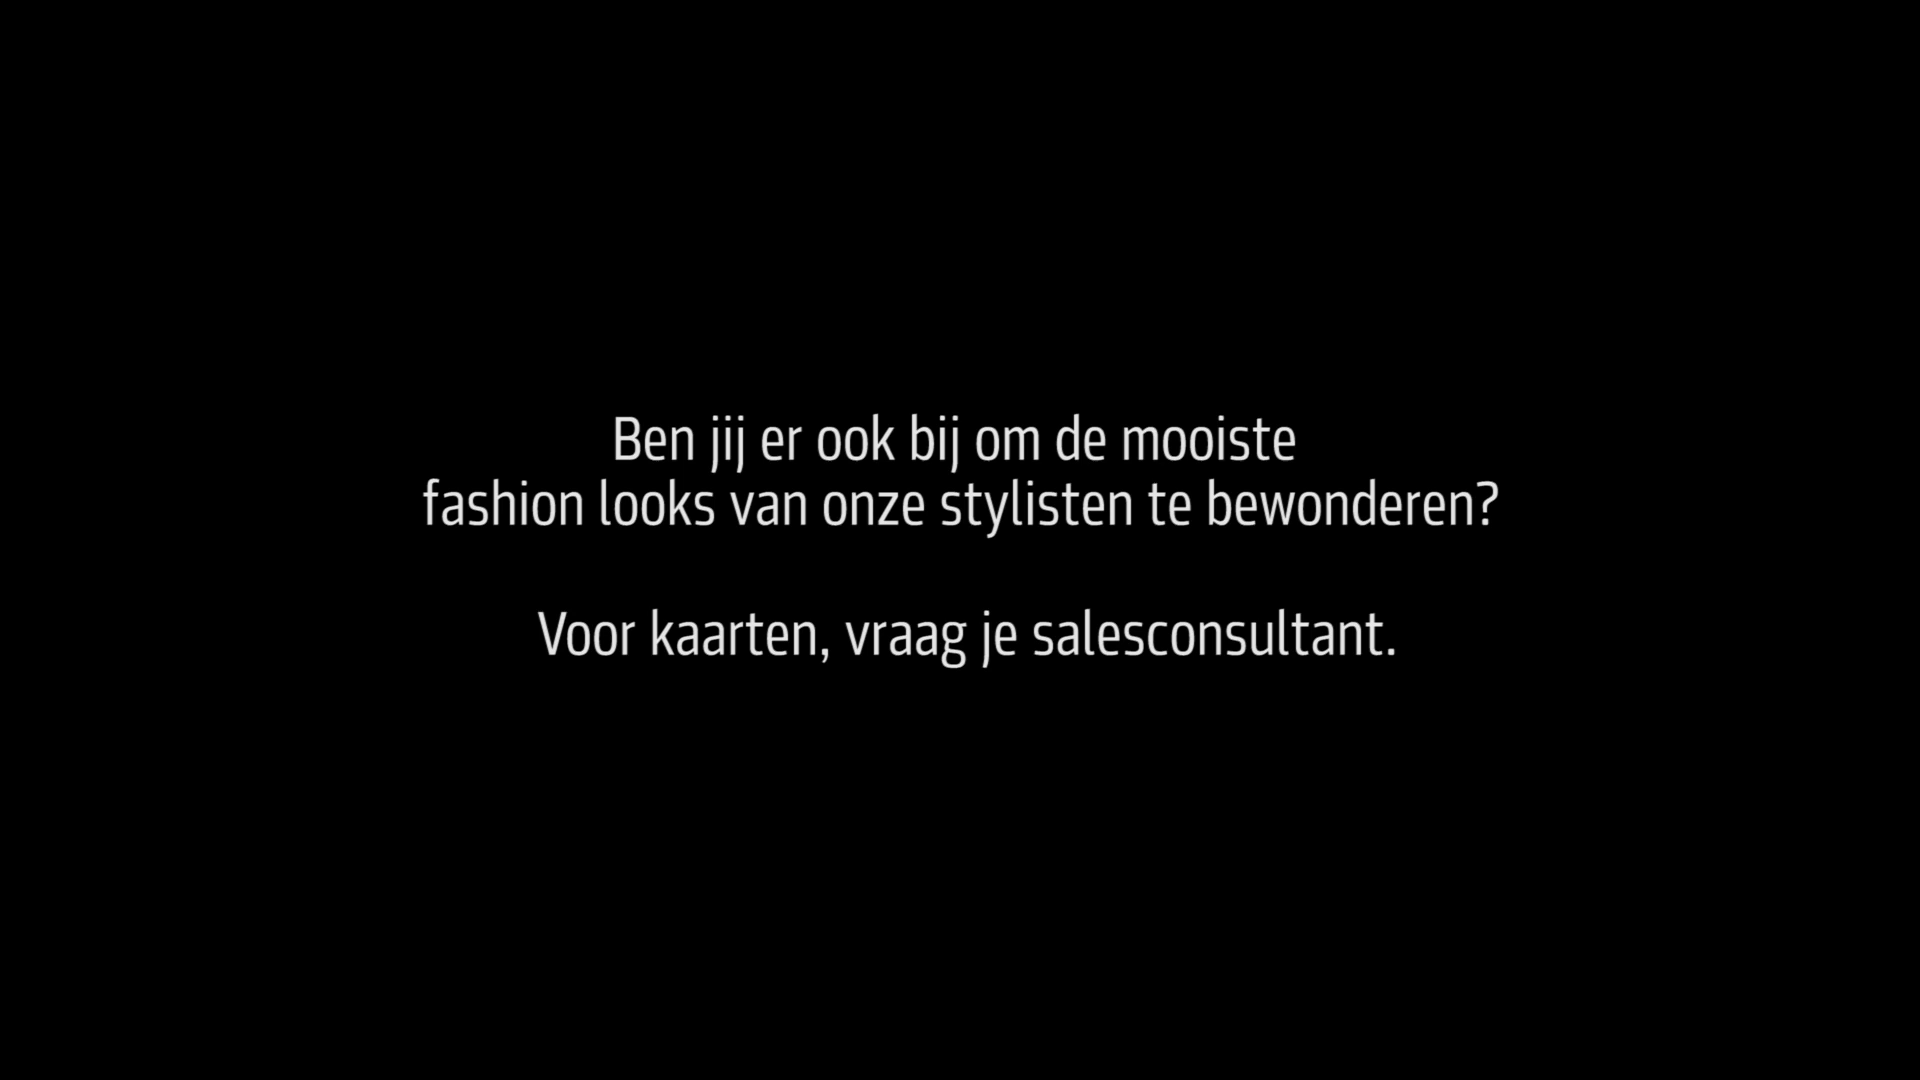 Ben jij er ook bij om de mooiste
fashion looks van onze stylisten te bewonderen?
Voor kaarten, vraag je salesconsultant.